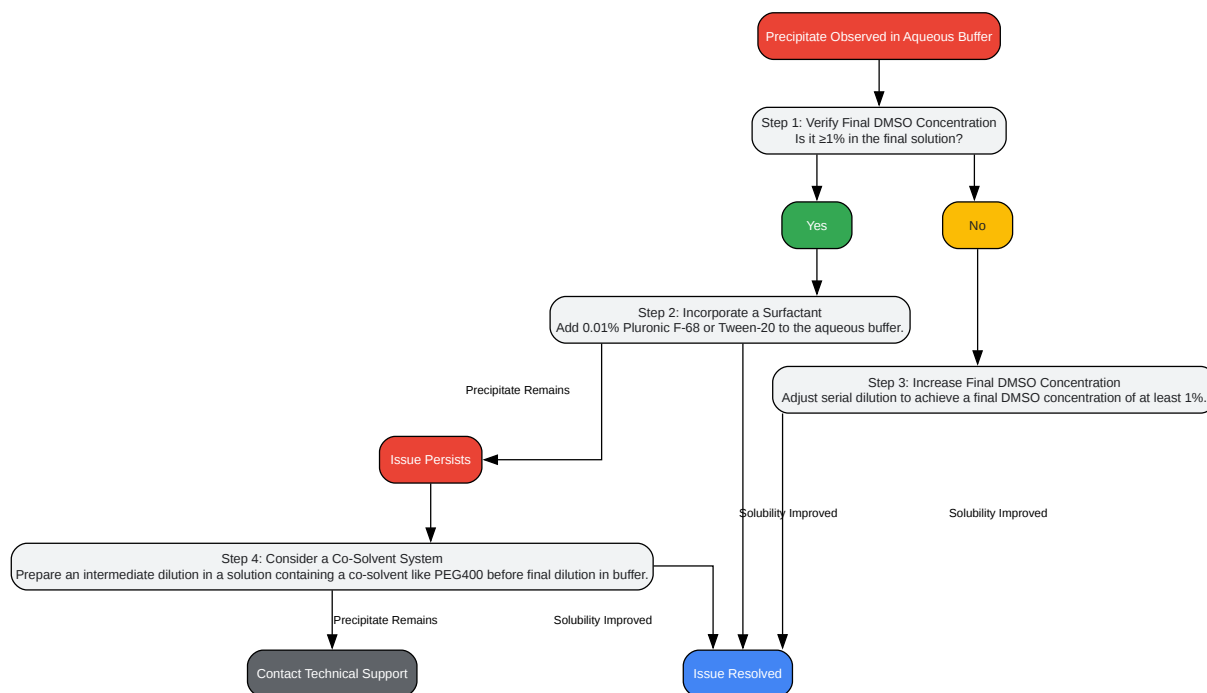 Precipitate Observed in Aqueous Buffer
Step 1: Verify Final DMSO Concentration
Is it ≥1% in the final solution?
Yes
No
Step 2: Incorporate a Surfactant
Add 0.01% Pluronic F-68 or Tween-20 to the aqueous buffer.
Step 3: Increase Final DMSO Concentration
Adjust serial dilution to achieve a final DMSO concentration of at least 1%.
Precipitate Remains
Issue Persists
Solubility Improved
Solubility Improved
Step 4: Consider a Co-Solvent System
Prepare an intermediate dilution in a solution containing a co-solvent like PEG400 before final dilution in buffer.
Precipitate Remains
Solubility Improved
Contact Technical Support
Issue Resolved